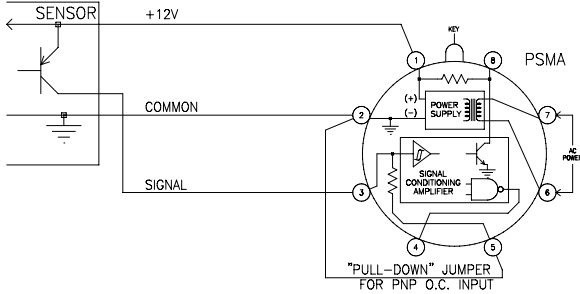 SENSOR
+12V
KEY
PSMA
1
8
(+)
(-)
POWER
SUPPLY
COMMON
2
7
AC
POWER
SIGNAL
CONDITIONING
AMPLIFIER
SIGNAL
3
6
4
5
"PULL-DOWN" JUMPER
FOR PNP O.C. INPUT